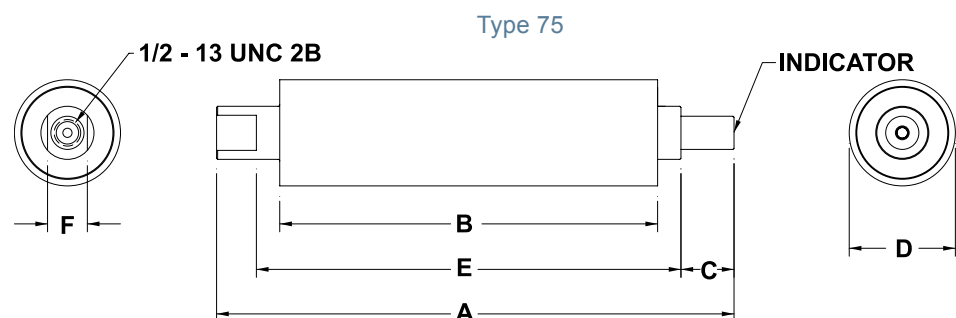 Type 75
1/2 - 13 UNC 2B
INDICATOR
F
B
E
C
D
A